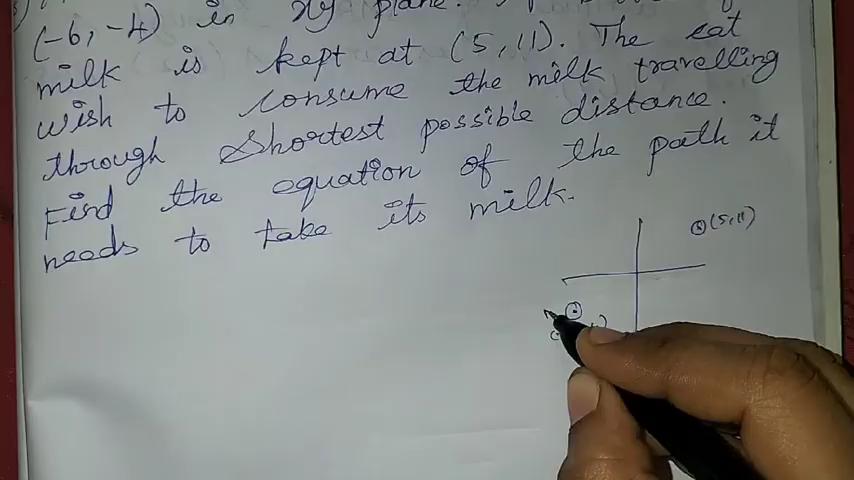 (-6, -4) in xy plane.
milk is kept at (5, 11). The cat
wish to consume the milk travelling
through shortest possible distance.
Find the equation of the path it
needs to take its milk.
(5, 11)